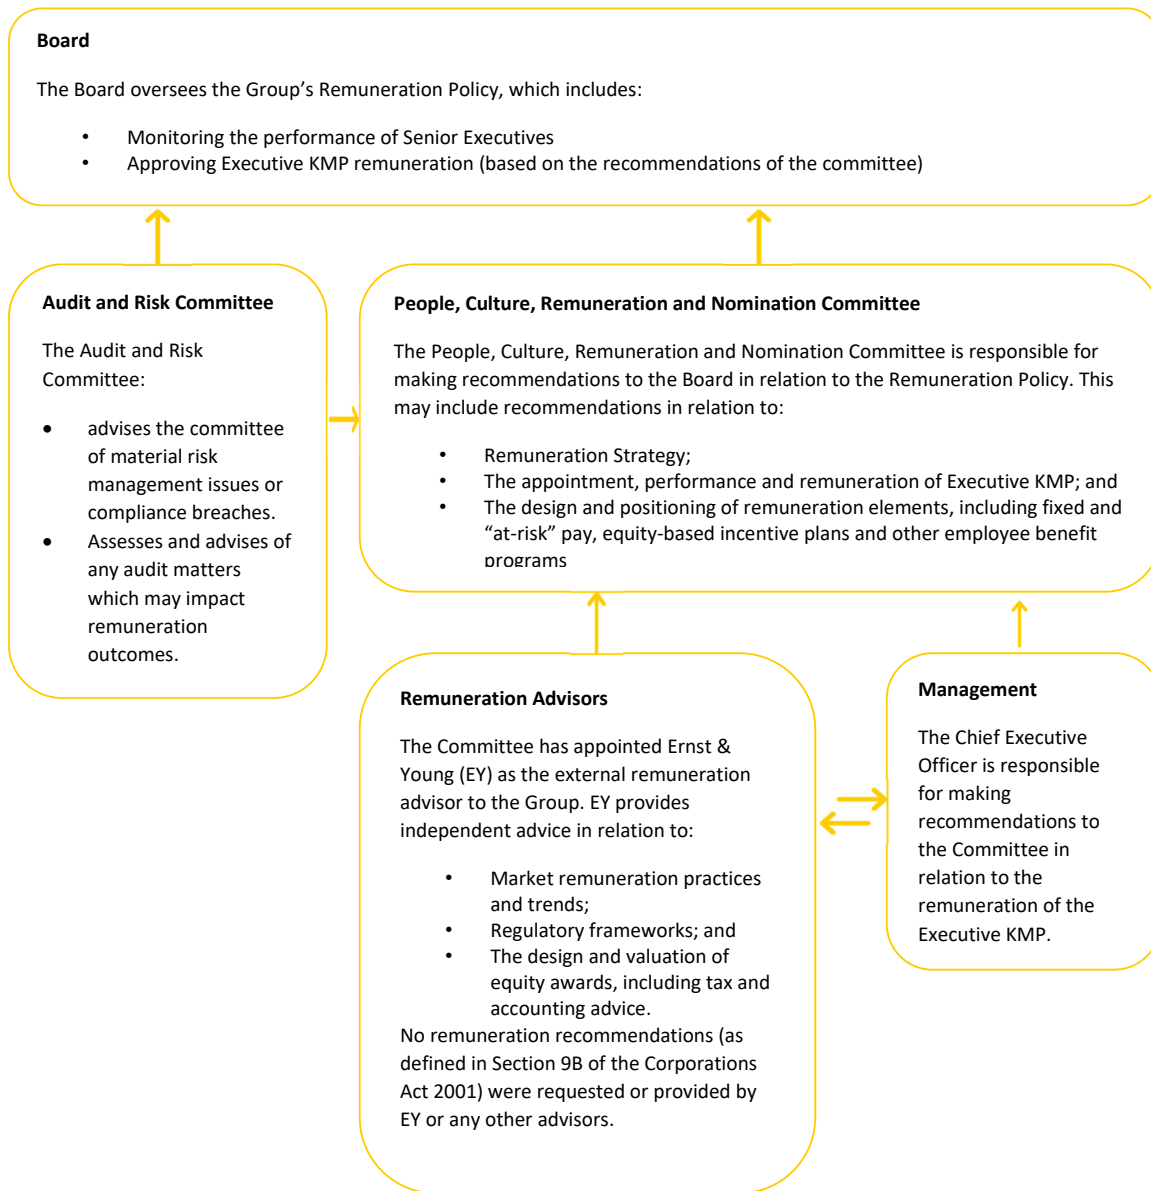 Board
The Board oversees the Group’s Remuneration Policy, which includes:
• Monitoring the performance of Senior Executives
• Approving Executive KMP remuneration (based on the recommendations of the committee)
Audit and Risk Committee
The Audit and Risk
Committee:
• advises the committee
of material risk
management issues or
compliance breaches.
• Assesses and advises of
any audit matters
which may impact
remuneration
outcomes.
People, Culture, Remuneration and Nomination Committee
The People, Culture, Remuneration and Nomination Committee is responsible for
making recommendations to the Board in relation to the Remuneration Policy. This
may include recommendations in relation to:
• Remuneration Strategy;
• The appointment, performance and remuneration of Executive KMP; and
• The design and positioning of remuneration elements, including fixed and
“at-risk” pay, equity-based incentive plans and other employee benefit
programs
Remuneration Advisors
The Committee has appointed Ernst &
Young (EY) as the external remuneration
advisor to the Group. EY provides
independent advice in relation to:
• Market remuneration practices
and trends;
• Regulatory frameworks; and
• The design and valuation of
equity awards, including tax and
accounting advice.
No remuneration recommendations (as
defined in Section 9B of the Corporations
Act 2001) were requested or provided by
EY or any other advisors.
Management
The Chief Executive
Officer is responsible
for making
recommendations to
the Committee in
relation to the
remuneration of the
Executive KMP.